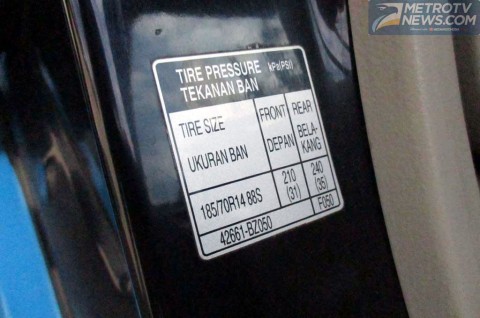 METROTV
NEWS.COM
TIRE PRESSURE kPa(PSI)
TEKANAN BAN
TIRE SIZE FRONT REAR
UKURAN BAN DEPAN BELA-
KANG
185/70R14 88S 210 240
(31) (35)
42661-BZ050 F050